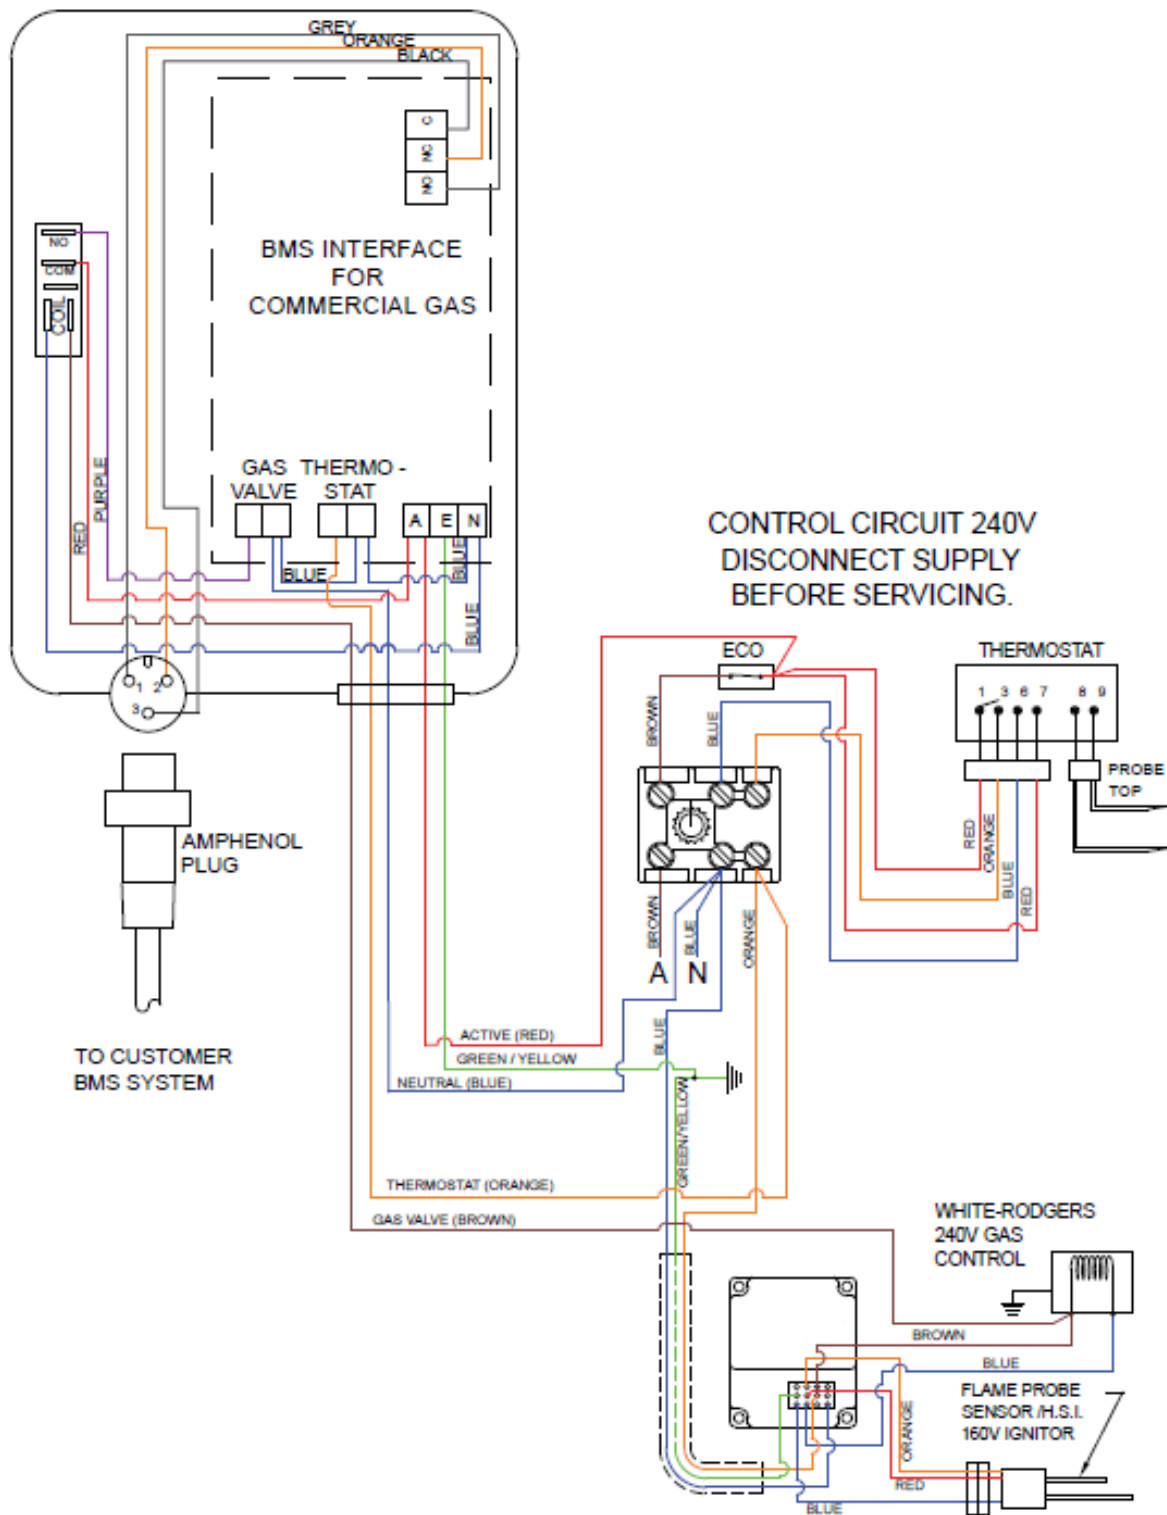 GREY
ORANGE
BLACK
C
NC
NO
NO
COM
COIL
BMS INTERFACE
FOR
COMMERCIAL GAS
PURPLE
RED
GAS
VALVE
THERMO -
STAT
A E N
BLUE
BLUE
BLUE
1 2
3
AMPHENOL
PLUG
TO CUSTOMER
BMS SYSTEM
CONTROL CIRCUIT 240V
DISCONNECT SUPPLY
BEFORE SERVICING.
ECO
THERMOSTAT
1 3 6 7 8 9
BROWN
BLUE
PROBE
TOP
RED
ORANGE
BLUE
RED
BROWN
BLUE
ORANGE
A N
ACTIVE (RED)
GREEN / YELLOW
NEUTRAL (BLUE)
BLUE
GREEN/YELLOW
THERMOSTAT (ORANGE)
GAS VALVE (BROWN)
WHITE-RODGERS
240V GAS
CONTROL
BROWN
BLUE
FLAME PROBE
SENSOR /H.S.I.
160V IGNITOR
ORANGE
RED
BLUE